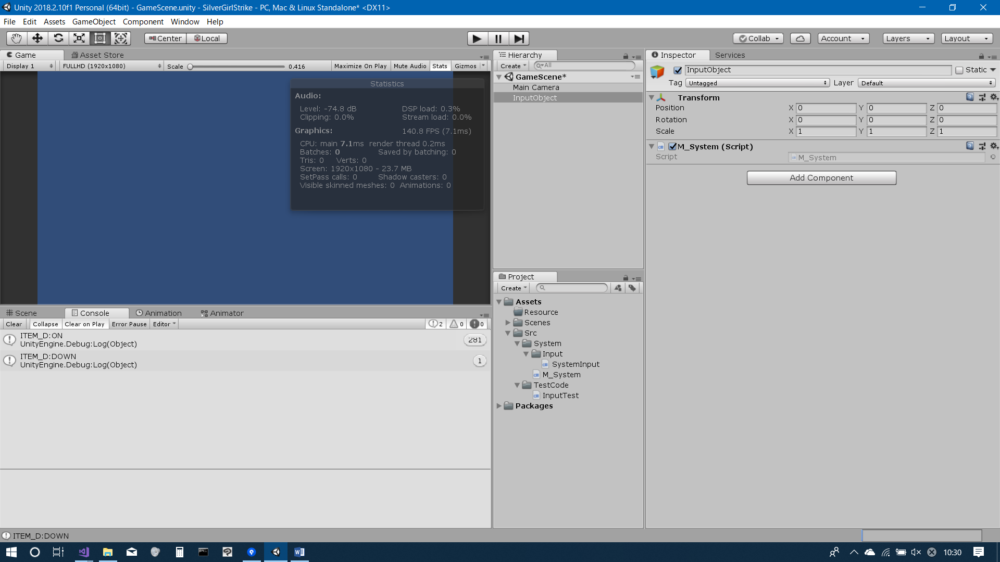 Unity 2018.2.10f1 Personal (64bit) - GameScene.unity - SilverGirlStrike - PC, Mac & Linux Standalone* <DX11>
File Edit Assets GameObject Component Window Help
Center Local Collab Account Layers Layout
Game Asset Store
Display 1 FULLHD (1920x1080) Scale 0.416 Maximize On Play Mute Audio Stats Gizmos
Statistics
Audio:
Level: -74.8 dB DSP load: 0.3%
Clipping: 0.0% Stream load: 0.0%
Graphics: 140.8 FPS (7.1ms)
CPU: main 7.1ms render thread 0.2ms
Batches: 0 Saved by batching: 0
Tris: 0 Verts: 0
Screen: 1920x1080 - 23.7 MB
SetPass calls: 0 Shadow casters: 0
Visible skinned meshes: 0 Animations: 0
Scene Console Animation Animator
Clear Collapse Clear on Play Error Pause Editor 2 0 0
ITEM_D:ON
UnityEngine.Debug:Log(Object)
281
ITEM_D:DOWN
UnityEngine.Debug:Log(Object)
1
Hierarchy
Create All
GameScene*
Main Camera
InputObject
Project
Create
Assets
Resource
Scenes
Src
System
Input
SystemInput
M_System
TestCode
InputTest
Packages
Inspector Services
InputObject Static
Tag Untagged Layer Default
Transform
Position X 0 Y 0 Z 0
Rotation X 0 Y 0 Z 0
Scale X 1 Y 1 Z 1
M_System (Script)
Script M_System
Add Component
ITEM_D:DOWN
10:30